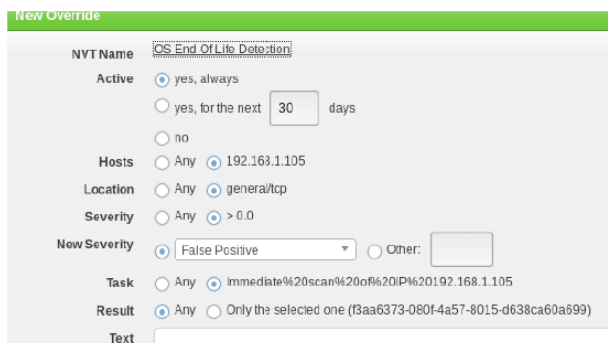 New Override
NVT Name OS End Of Life Detection
Active yes, always
yes, for the next 30 days
no
Hosts Any 192.168.1.105
Location Any general/tcp
Severity Any > 0.0
New Severity False Positive Other:
Task Any Immediate%20scan%20of%20IP%20192.168.1.105
Result Any Only the selected one (f3aa6373-080f-4a57-8015-d638ca60a699)
Text